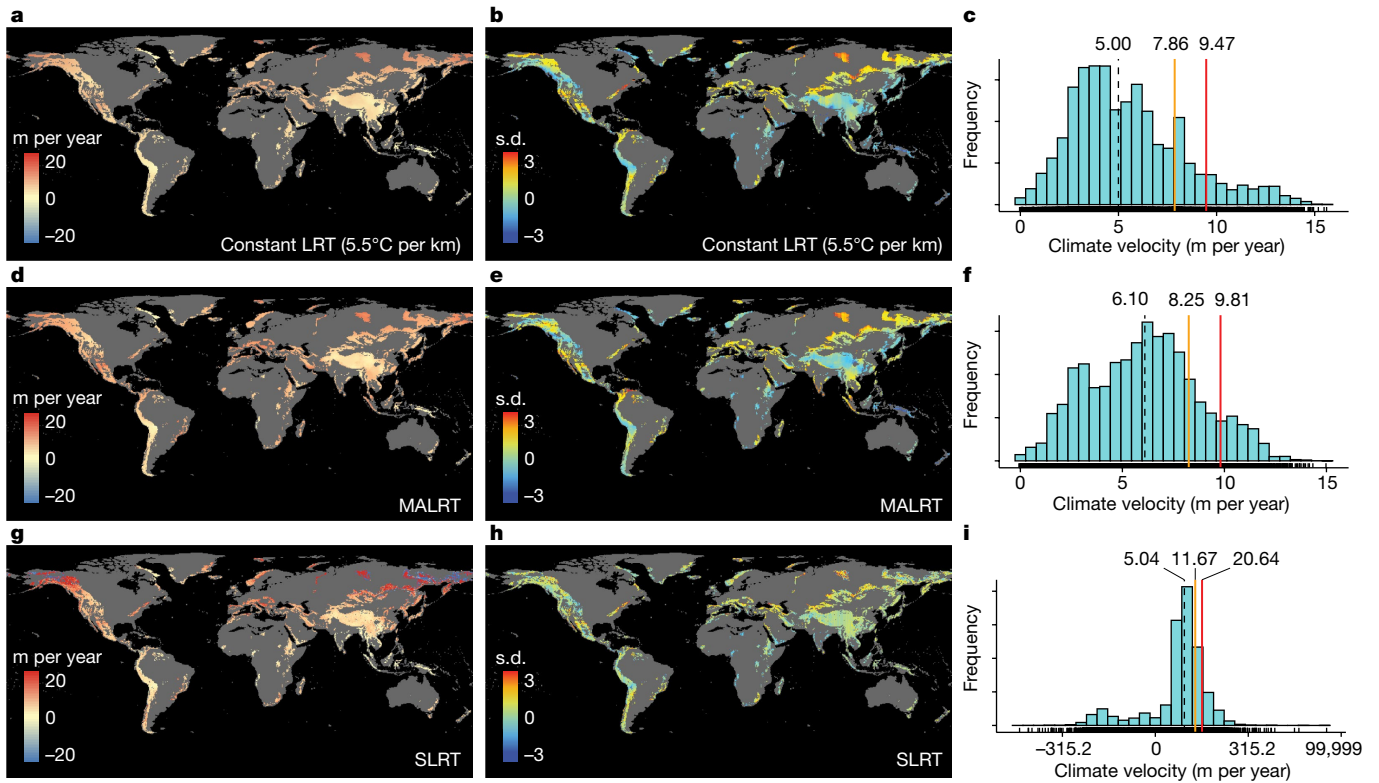 a
m per year
20
0
−20
Constant LRT (5.5°C per km)
b
s.d.
3
0
−3
Constant LRT (5.5°C per km)
c
5.00 7.86 9.47
Frequency
0 5 10 15
Climate velocity (m per year)
d
m per year
20
0
−20
MALRT
e
s.d.
3
0
−3
MALRT
f
6.10 8.25 9.81
Frequency
0 5 10 15
Climate velocity (m per year)
g
m per year
20
0
−20
SLRT
h
s.d.
3
0
−3
SLRT
i
5.04 11.67 20.64
Frequency
−315.2 0 315.2 99,999
Climate velocity (m per year)